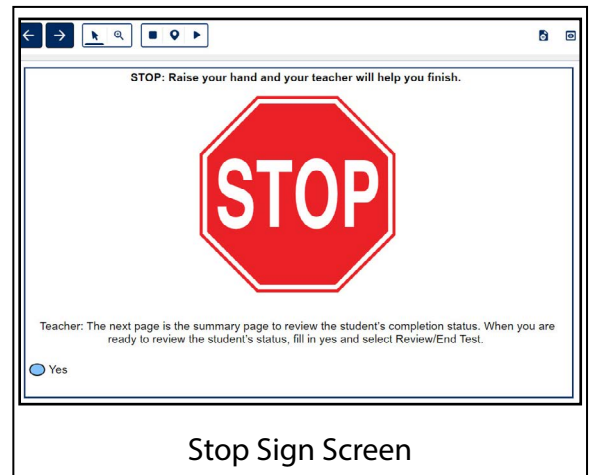 STOP: Raise your hand and your teacher will help you finish.
STOP
Teacher: The next page is the summary page to review the student's completion status. When you are
ready to review the student's status, fill in yes and select Review/End Test.
Yes
Stop Sign Screen